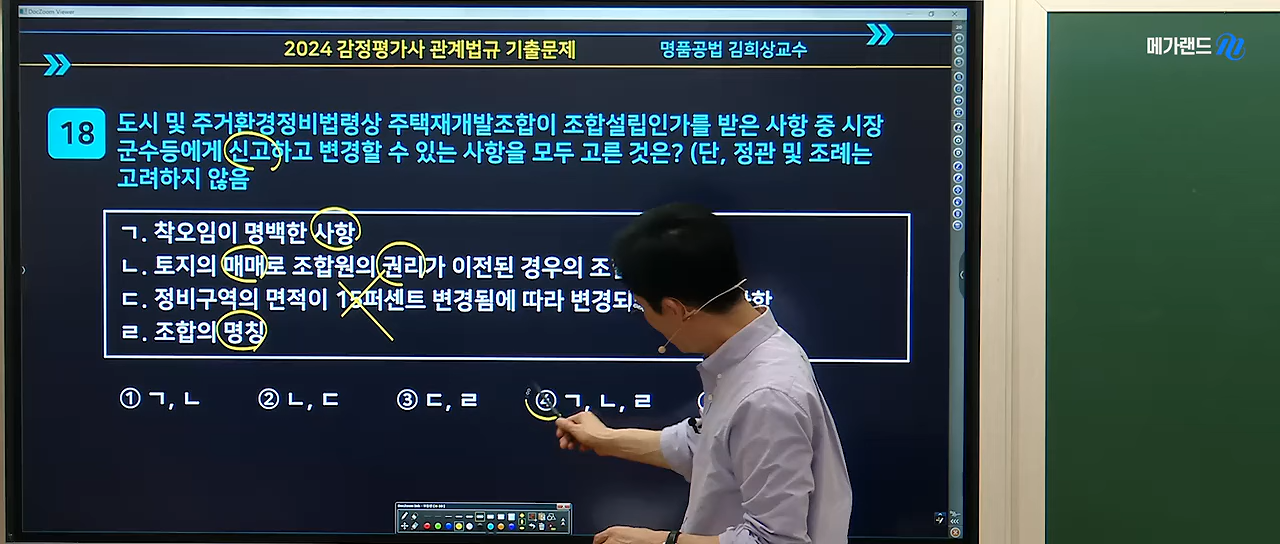 DocZoom Viewer
2024 감정평가사 관계법규 기출문제
명품공법 김희상교수
메가랜드
18 도시 및 주거환경정비법령상 주택재개발조합이 조합설립인가를 받은 사항 중 시장
군수등에게 신고하고 변경할 수 있는 사항을 모두 고른 것은? (단, 정관 및 조례는
고려하지 않음
ㄱ. 착오임이 명백한 사항
ㄴ. 토지의 매매로 조합원의 권리가 이전된 경우의
ㄷ. 정비구역의 면적이 15퍼센트 변경됨에 따라
ㄹ. 조합의 명칭
① ㄱ, ㄴ ② ㄴ, ㄷ ③ ㄷ, ㄹ ④ ㄱ, ㄴ, ㄹ